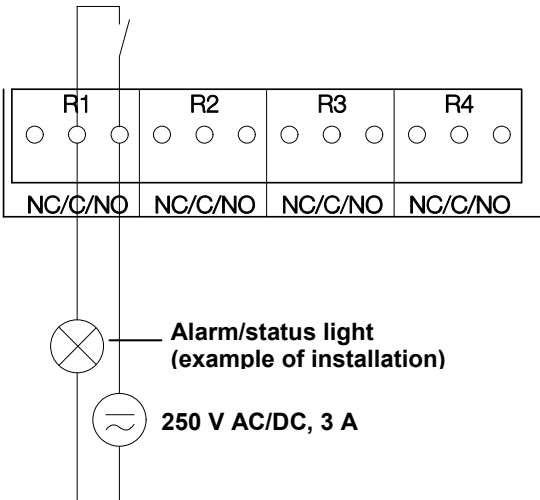 R1 R2 R3 R4
NC/C/NO NC/C/NO NC/C/NO NC/C/NO
Alarm/status light
(example of installation)
250 V AC/DC, 3 A